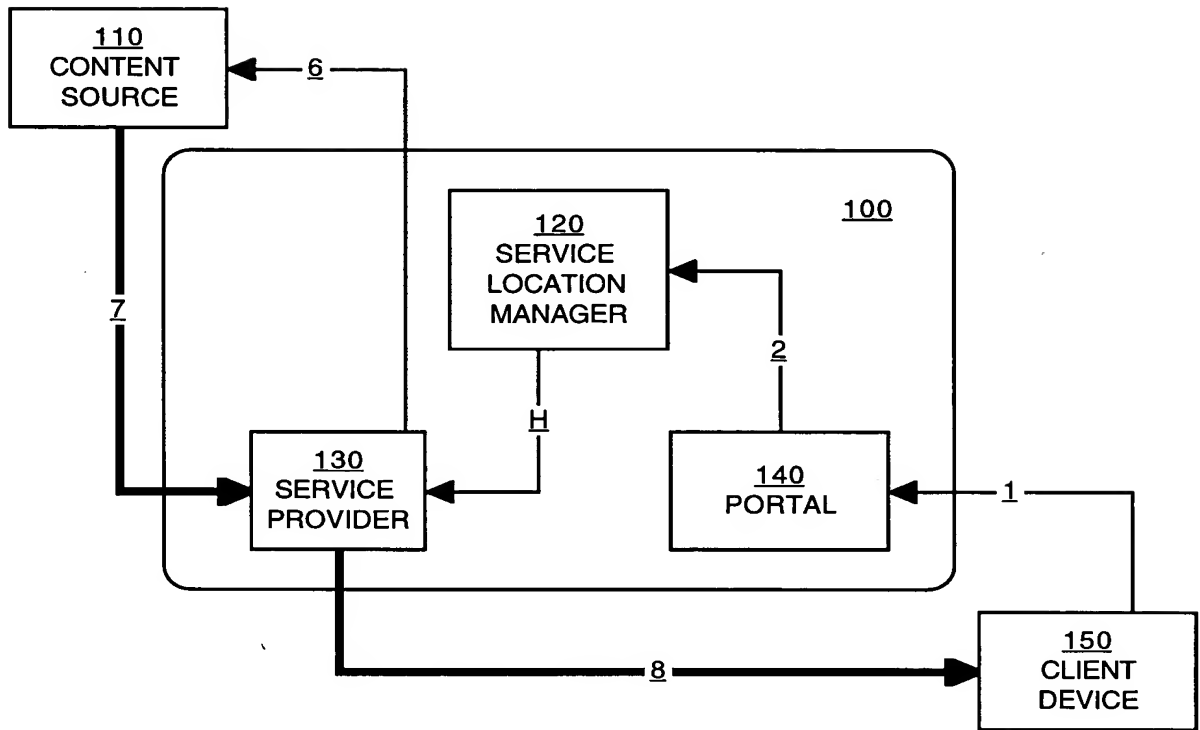 110
CONTENT
SOURCE
6
100
120
SERVICE
LOCATION
MANAGER
7
2
H
130
SERVICE
PROVIDER
140
PORTAL
1
150
CLIENT
DEVICE
8